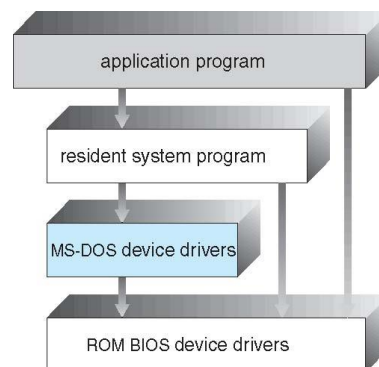 application program
resident system program
MS-DOS device drivers
ROM BIOS device drivers